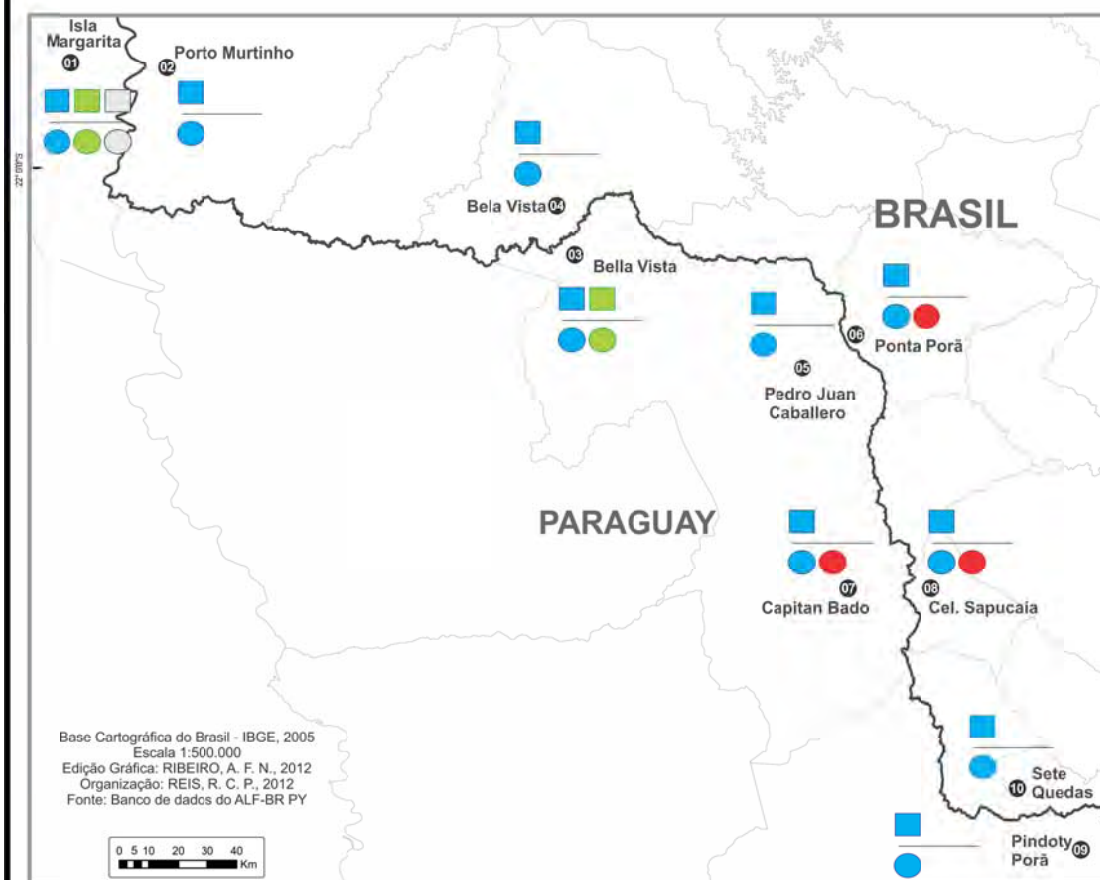 Isla
Margarita
01
02
Porto Murtinho
Bela Vista
04
03
Bella Vista
BRASIL
06
Ponta Porã
05
Pedro Juan
Caballero
PARAGUAY
07
Capitan Bado
08
Cel. Sapucaia
Sete
Quedas
10
Pindoty
Porã
09
Base Cartográfica do Brasil - IBGE, 2005
Escala 1:500.000
Edição Gráfica: RIBEIRO, A. F. N., 2012
Organização: REIS, R. C. P., 2012
Fonte: Banco de dados do ALF-BR PY
0 5 10 20 30 40
Km